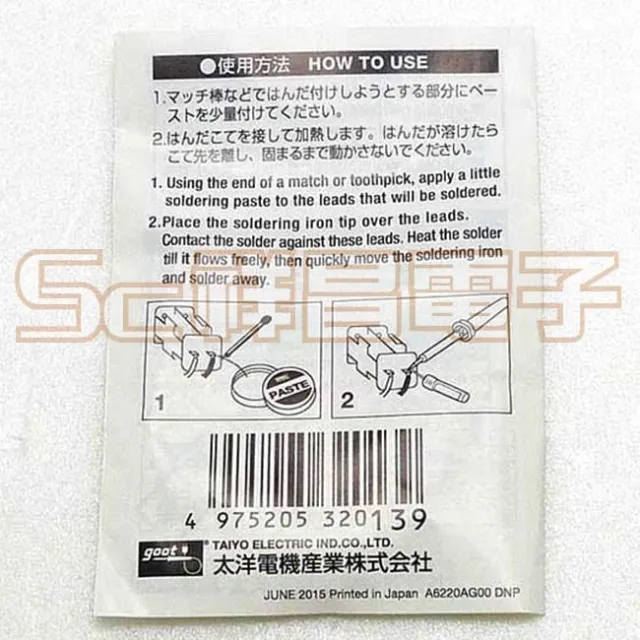 ●使用方法 HOW TO USE
1.マッチ棒などではんだ付けしようとする部分にペー
ストを少量付けてください。
2.はんだこてを接して加熱します。はんだが溶けたら
こて先を離し、固まるまで動かさないでください。
1. Using the end of a match or toothpick, apply a little
soldering paste to the leads that will be soldered.
2.Place the soldering iron tip over the leads.
Contact the solder against these leads. Heat the solder
till it flows freely, then quickly move the soldering iron
and solder away.
SCI祥昌電子
PASTE
1
2
4 975205 320139
goot
TAIYO ELECTRIC IND.CO.,LTD.
太洋電機産業株式会社
JUNE 2015 Printed in Japan A6220AG00 DNP